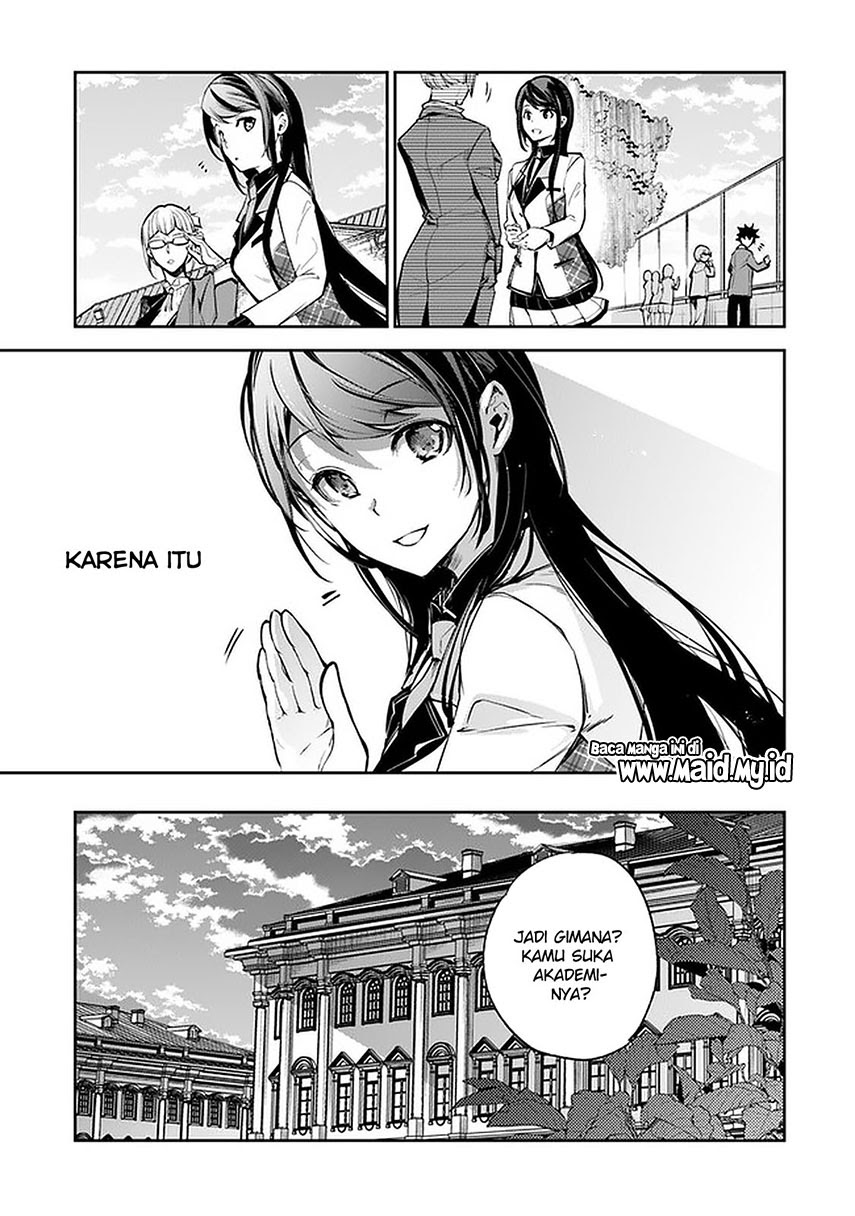 KARENA ITU
Baca Manga ini di
www.Maid.my.id
JADI GIMANA?
KAMU SUKA
AKADEMI-
NYA?